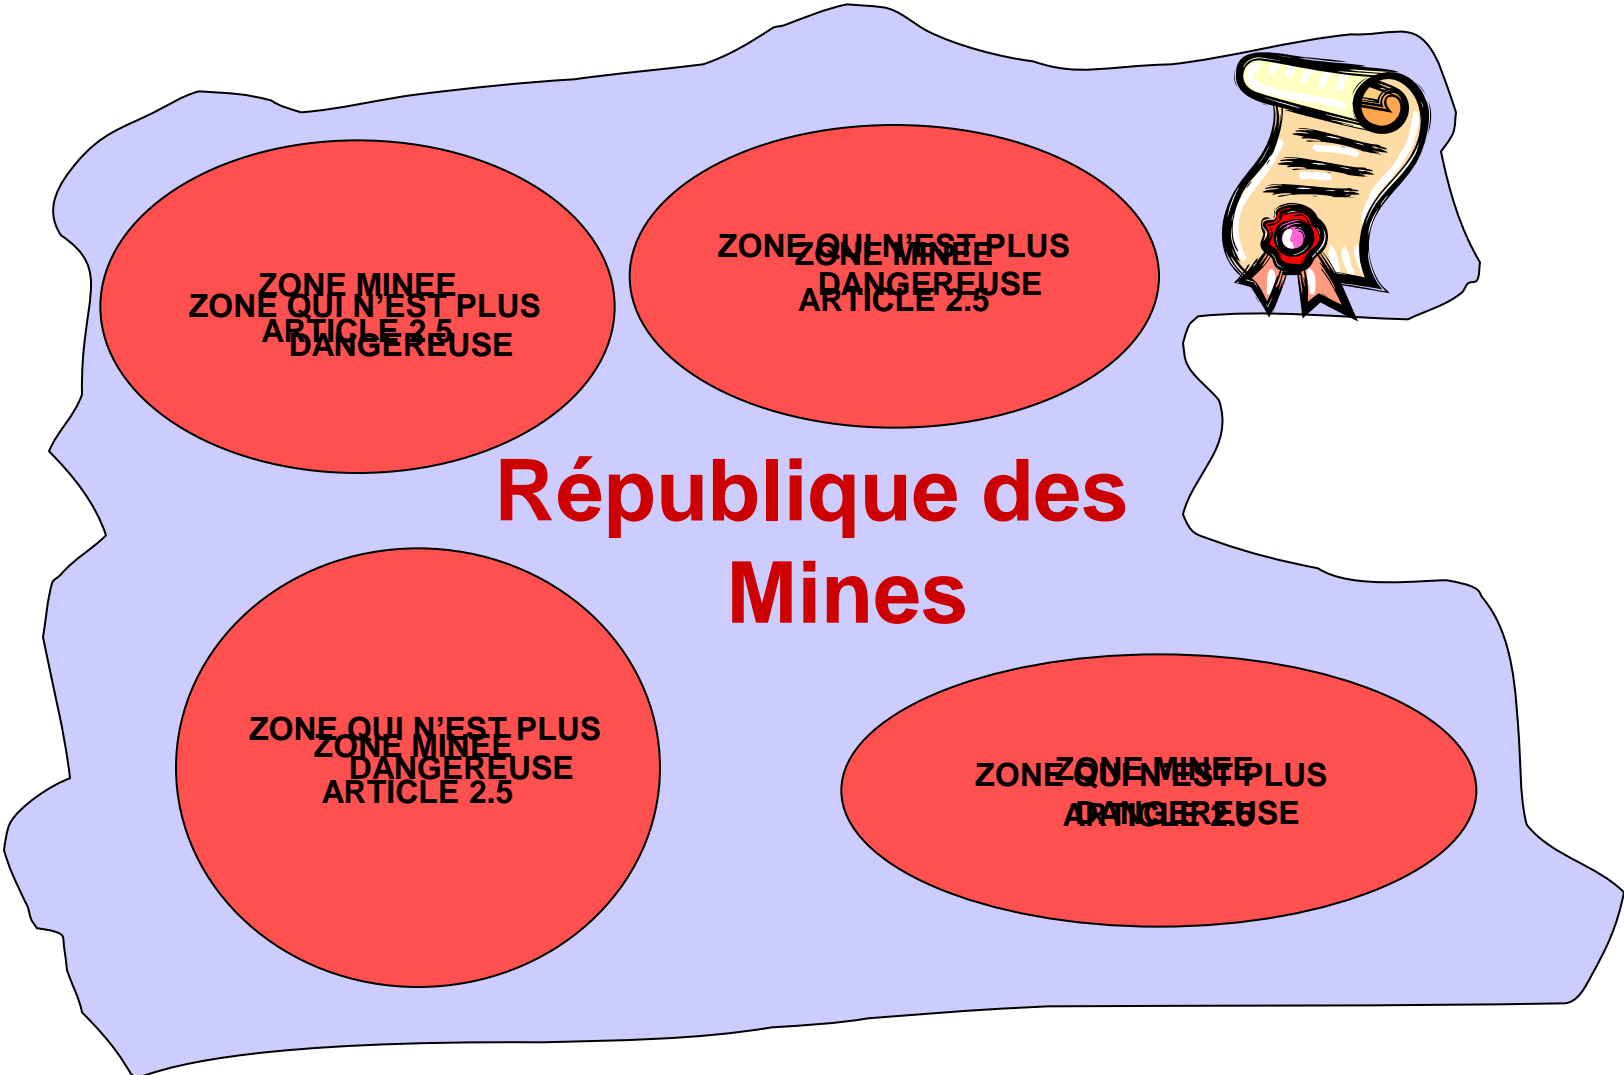 ZONE MINEE
ARTICLE 2.5
ZONE QUI N’EST PLUS
DANGEREUSE
ZONE QUI N’EST PLUS
DANGEREUSE
ZONE MINEE
ARTICLE 2.5
République des
Mines
ZONE QUI N’EST PLUS
DANGEREUSE
ZONE MINEE
ARTICLE 2.5
ZONE MINEE
ARTICLE 2.5
ZONE QUI N’EST PLUS
DANGEREUSE